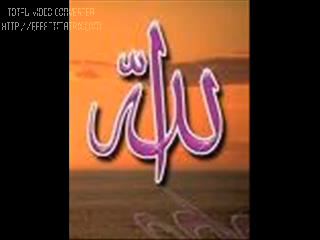 TOTAL VIDEO CONVERTER
HTTP://EFFECTMATRIX.COM
الله